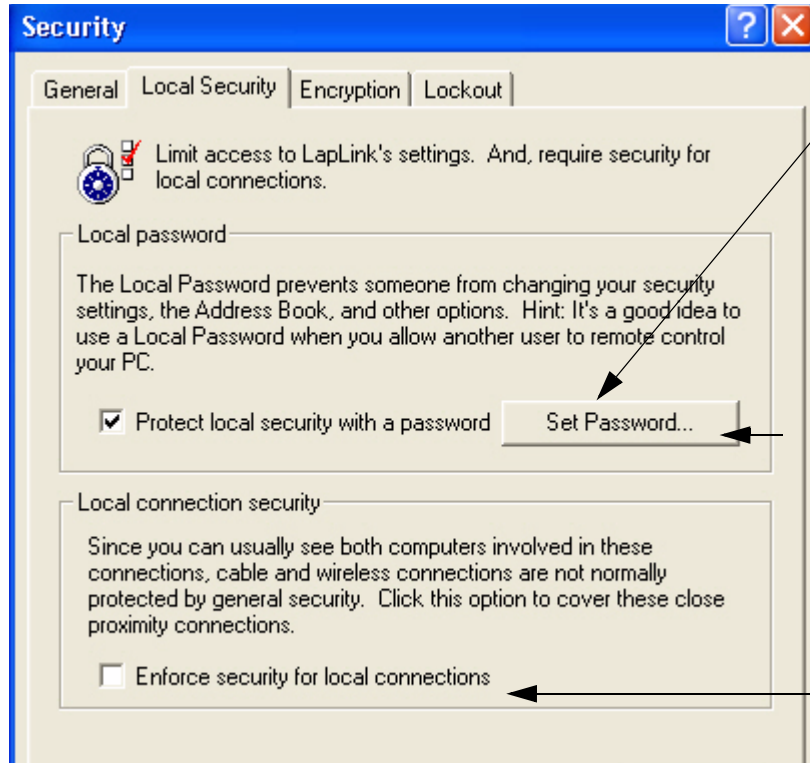 Security
General Local Security Encryption Lockout
Limit access to LapLink's settings. And, require security for
local connections.
Local password
The Local Password prevents someone from changing your security
settings, the Address Book, and other options. Hint: It's a good idea to
use a Local Password when you allow another user to remote control
your PC.
Protect local security with a password Set Password...
Local connection security
Since you can usually see both computers involved in these
connections, cable and wireless connections are not normally
protected by general security. Click this option to cover these close
proximity connections.
Enforce security for local connections